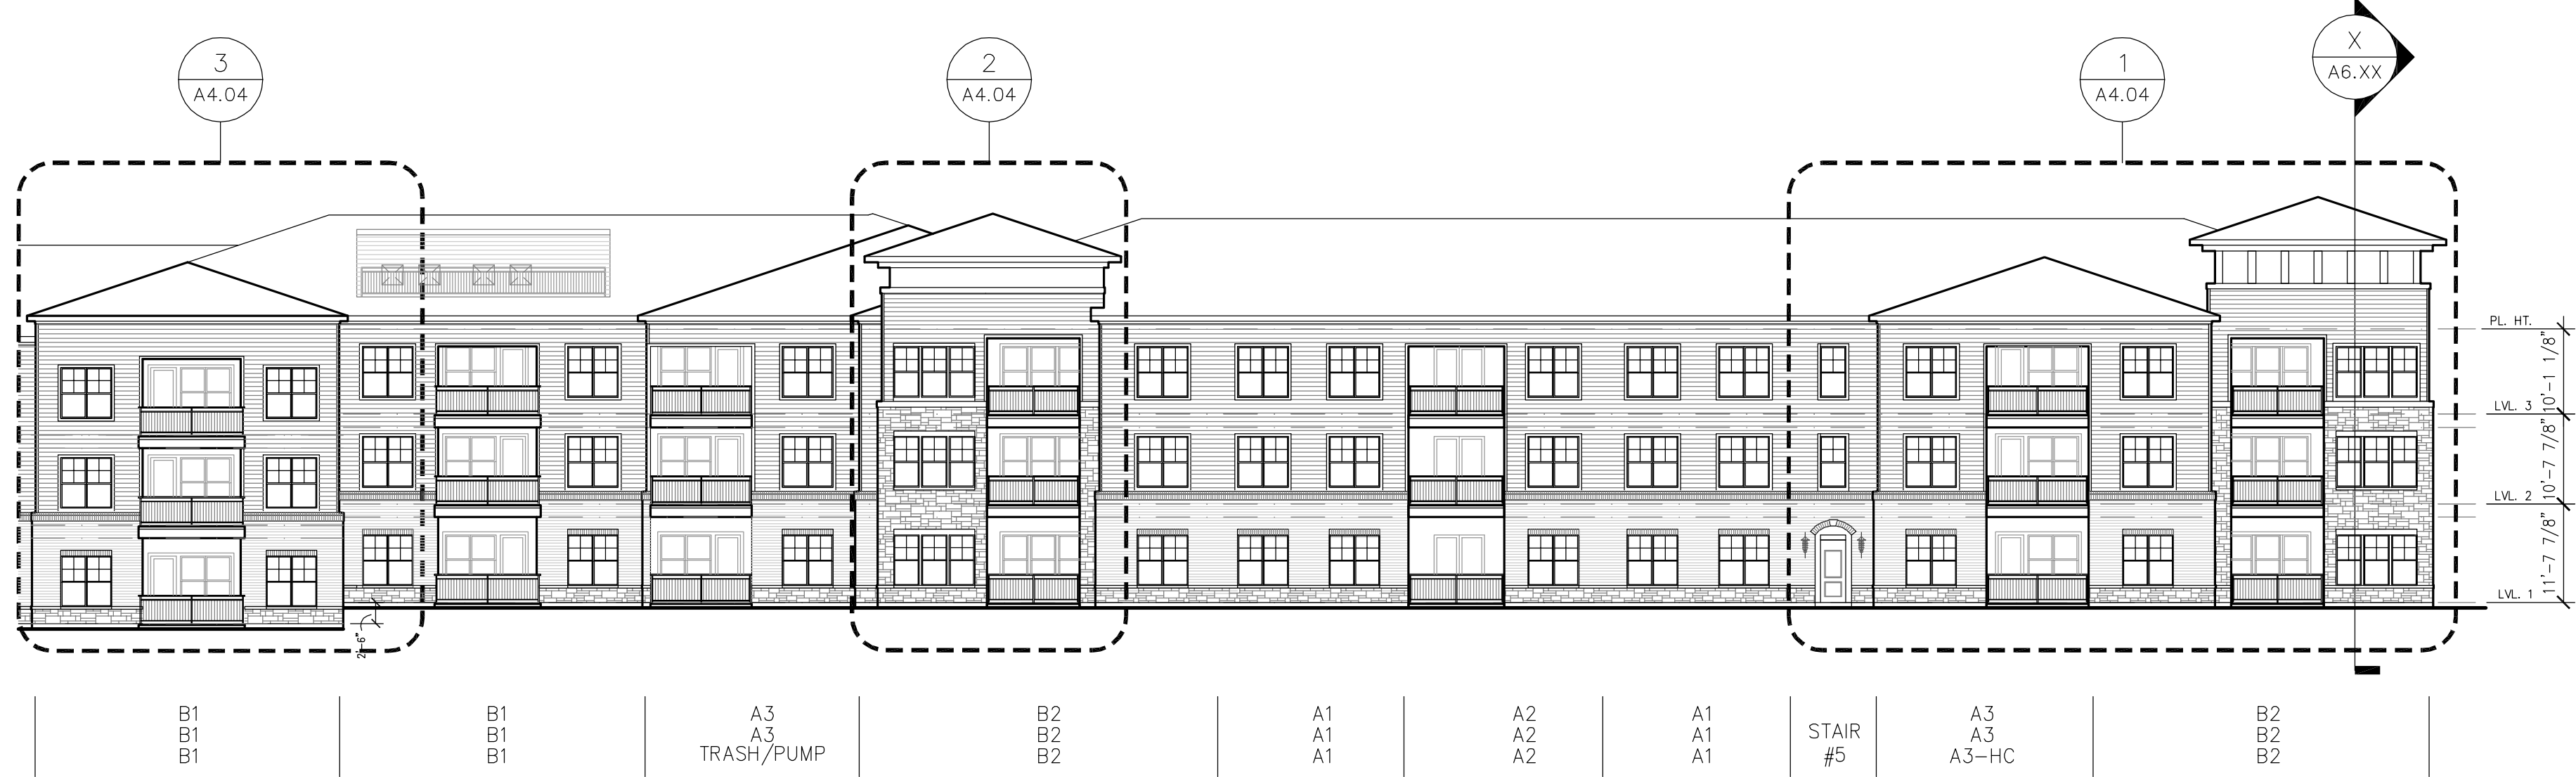 3
A4.04
2
A4.04
1
A4.04
X
A6.XX
PL. HT.
10'-1 1/8"
LVL. 3
10'-7 7/8"
LVL. 2
11'-7 7/8"
LVL. 1
2'-6"
B1
B1
B1
B1
B1
B1
A3
A3
TRASH/PUMP
B2
B2
B2
A1
A1
A1
A2
A2
A2
A1
A1
A1
STAIR
#5
A3
A3
A3-HC
B2
B2
B2